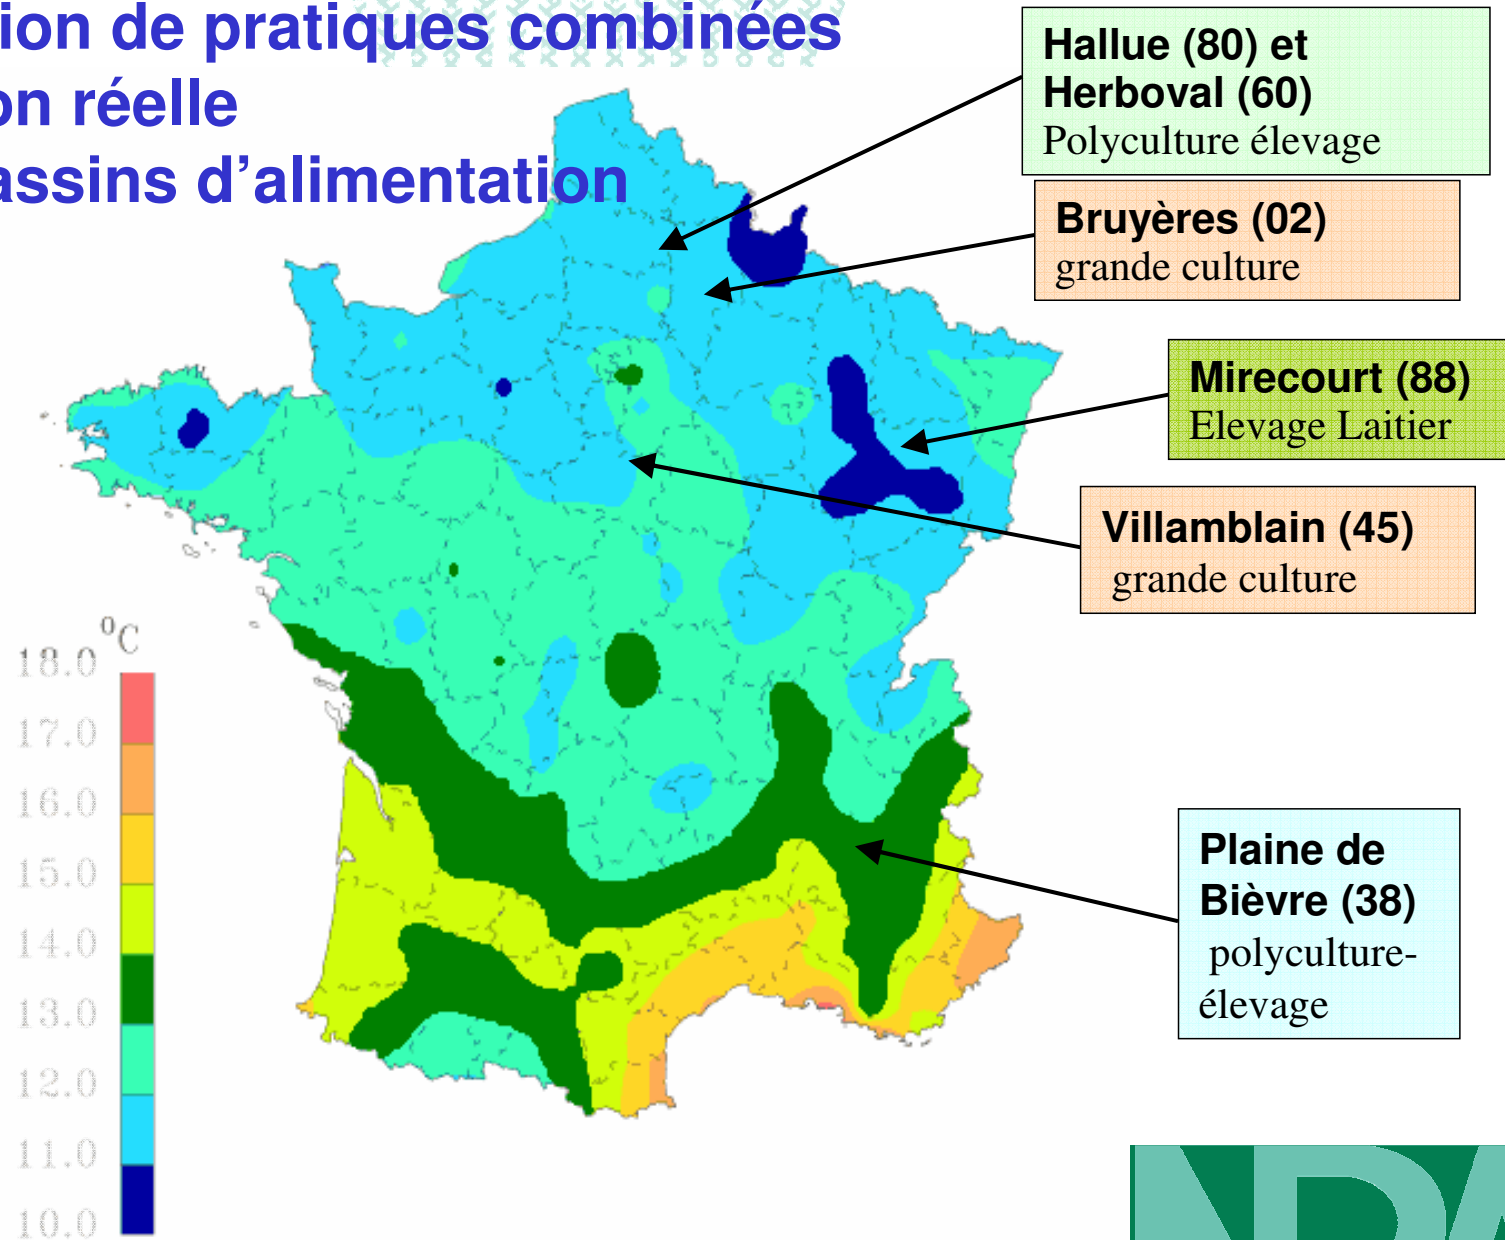 ion de pratiques combinées
on réelle
assins d’alimentation
Hallue (80) et
Herboval (60)
Polyculture élevage
Bruyères (02)
grande culture
Mirecourt (88)
Elevage Laitier
Villamblain (45)
grande culture
Plaine de
Bièvre (38)
polyculture-
élevage
°C
18.0
17.0
16.0
15.0
14.0
13.0
12.0
11.0
10.0